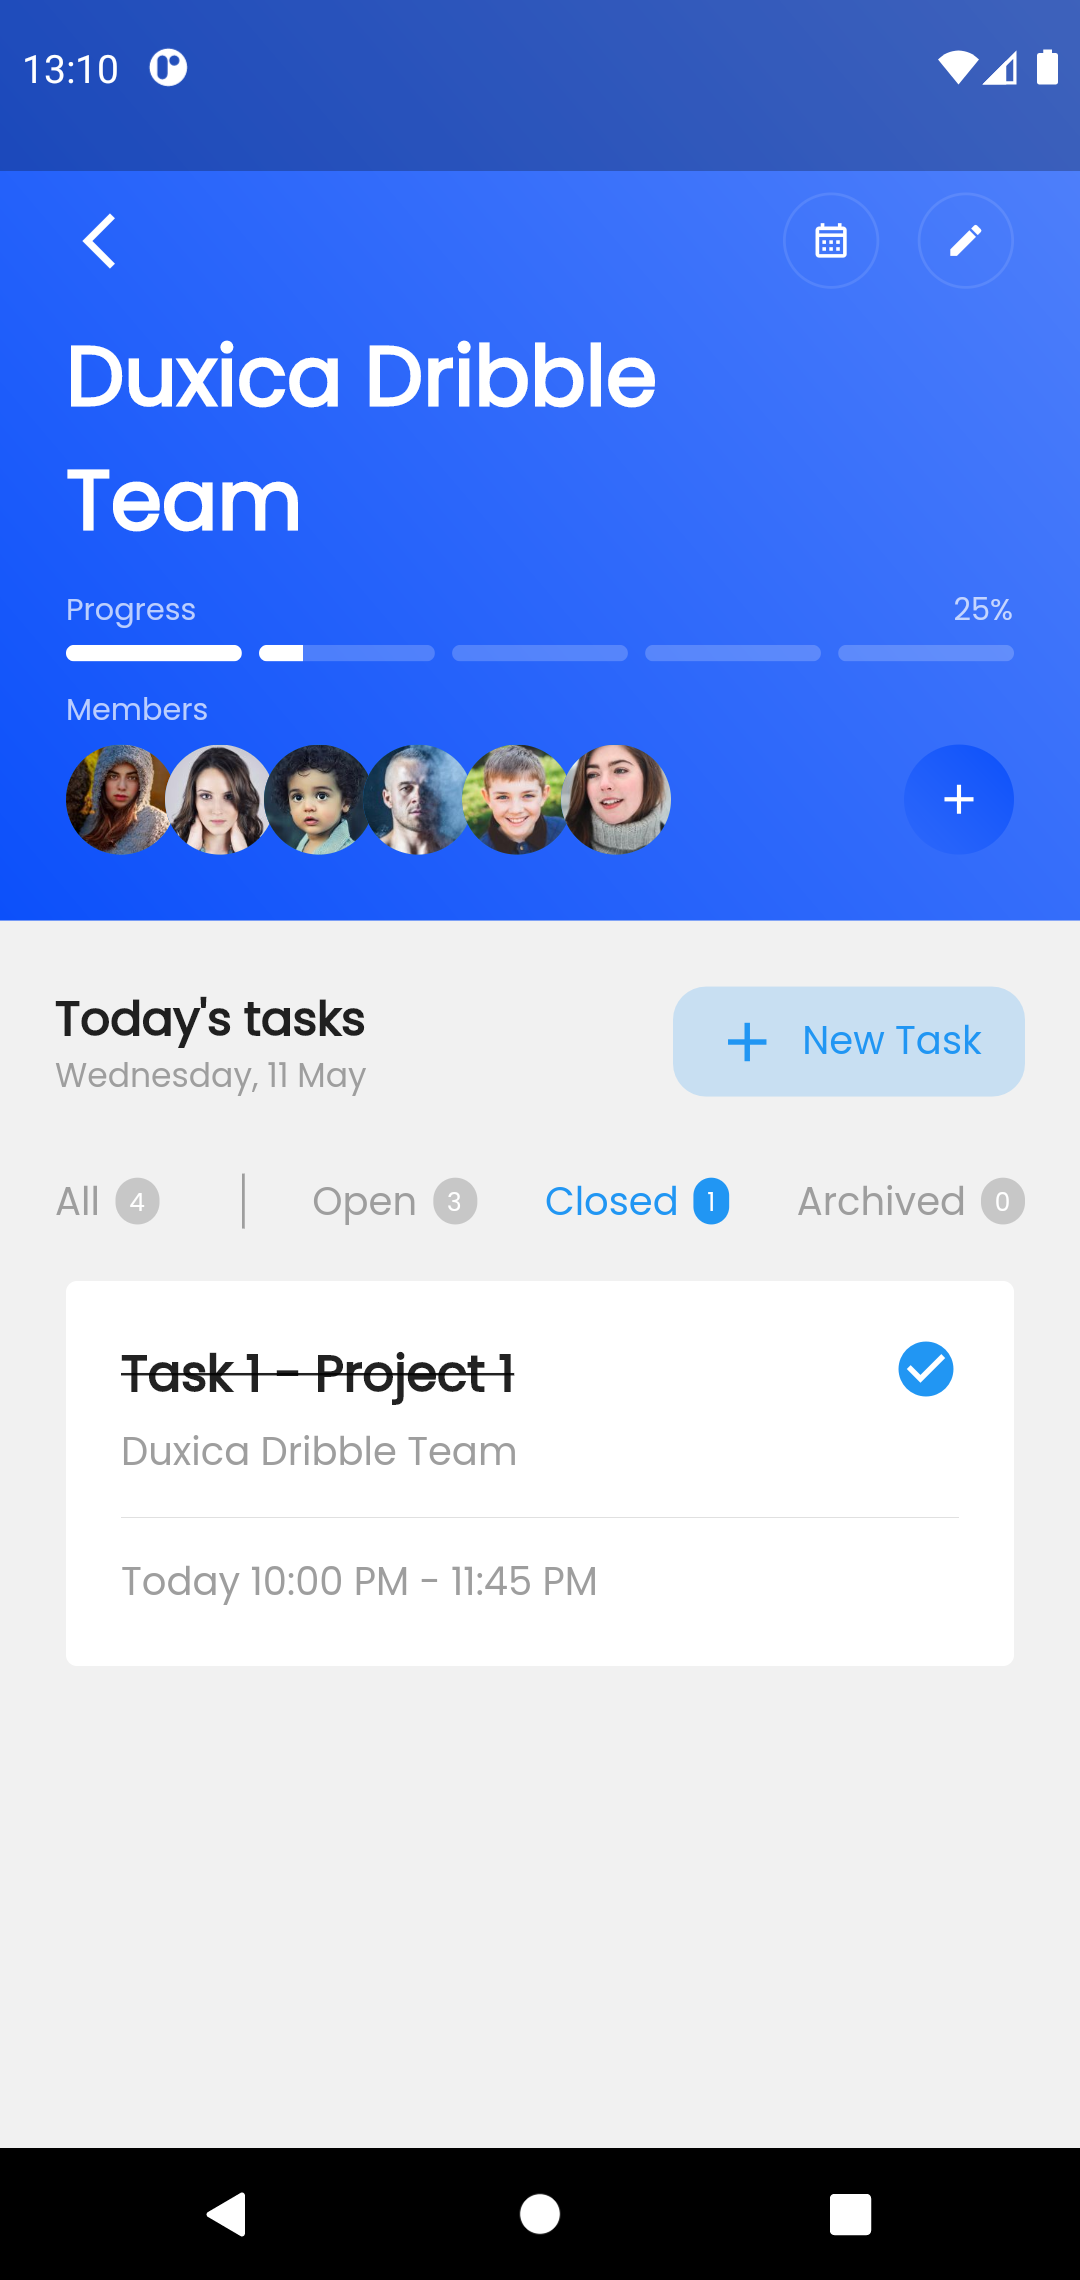 13:10
Duxica Dribble
Team
Progress 25%
Members
Today's tasks
Wednesday, 11 May
New Task
All 4 Open 3 Closed 1 Archived 0
Task 1 - Project 1
Duxica Dribble Team
Today 10:00 PM - 11:45 PM